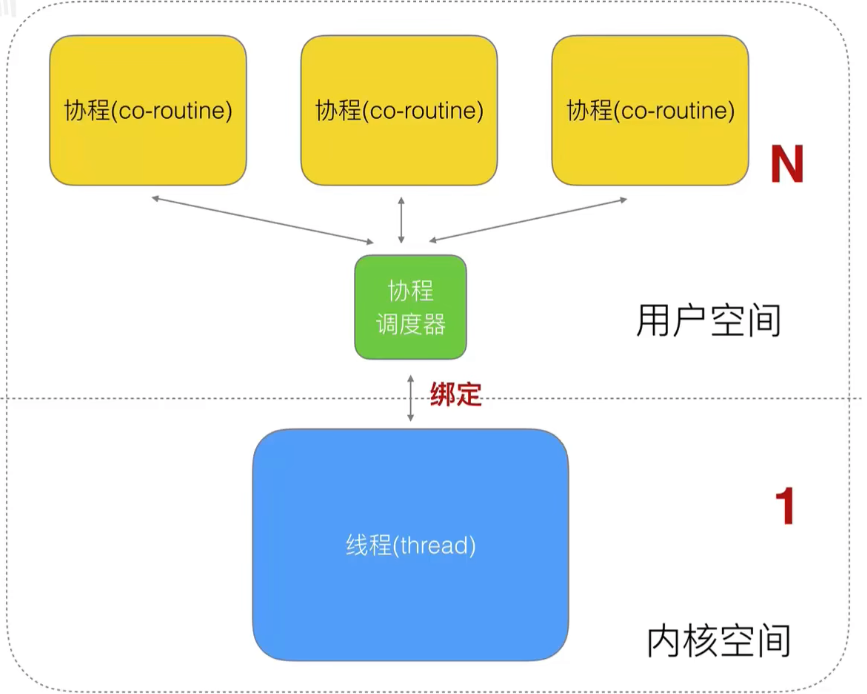 协程(co-routine)
协程(co-routine)
协程(co-routine)
N
协程
调度器
用户空间
绑定
1
线程(thread)
内核空间